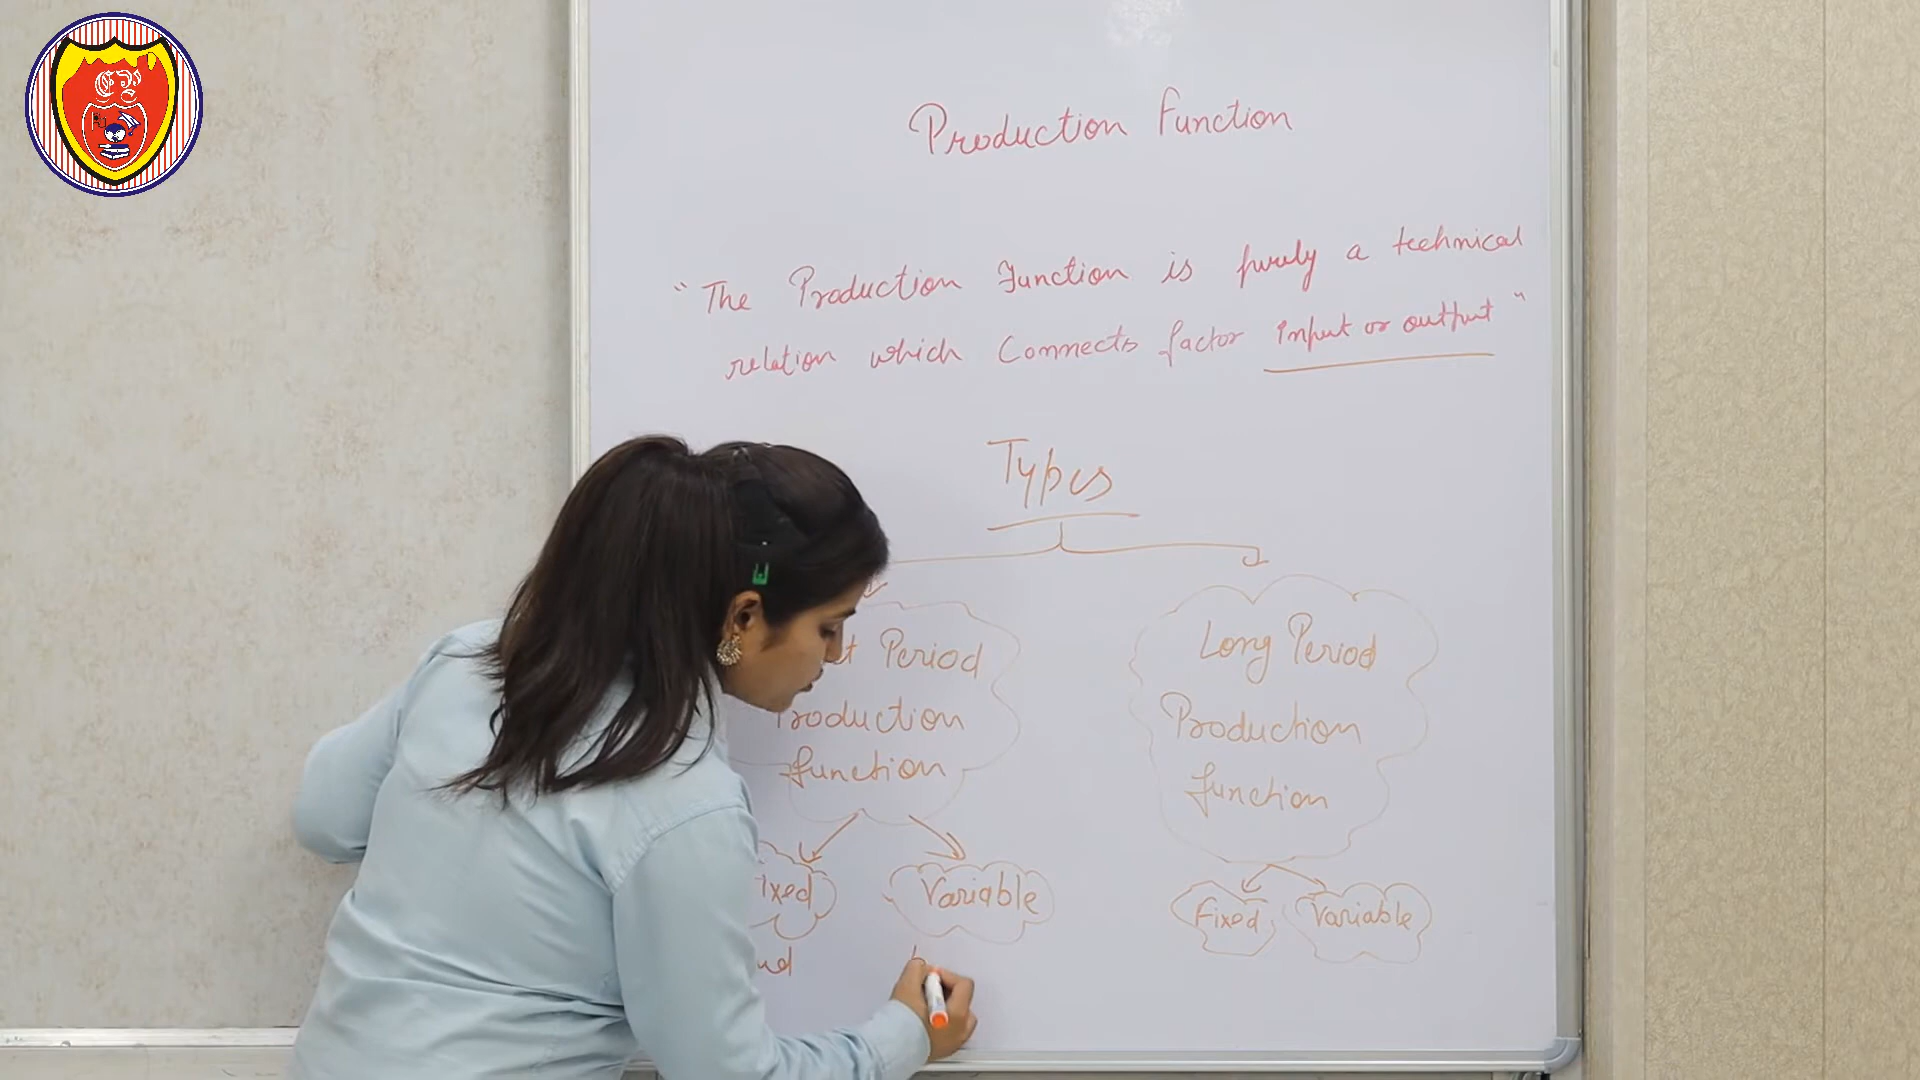 Production Function
"The Production Function is purely a technical
relation which Connects factor Input or output"
Types
Period
Production
function
Long Period
Production
function
Fixed
Variable
Fixed
Variable